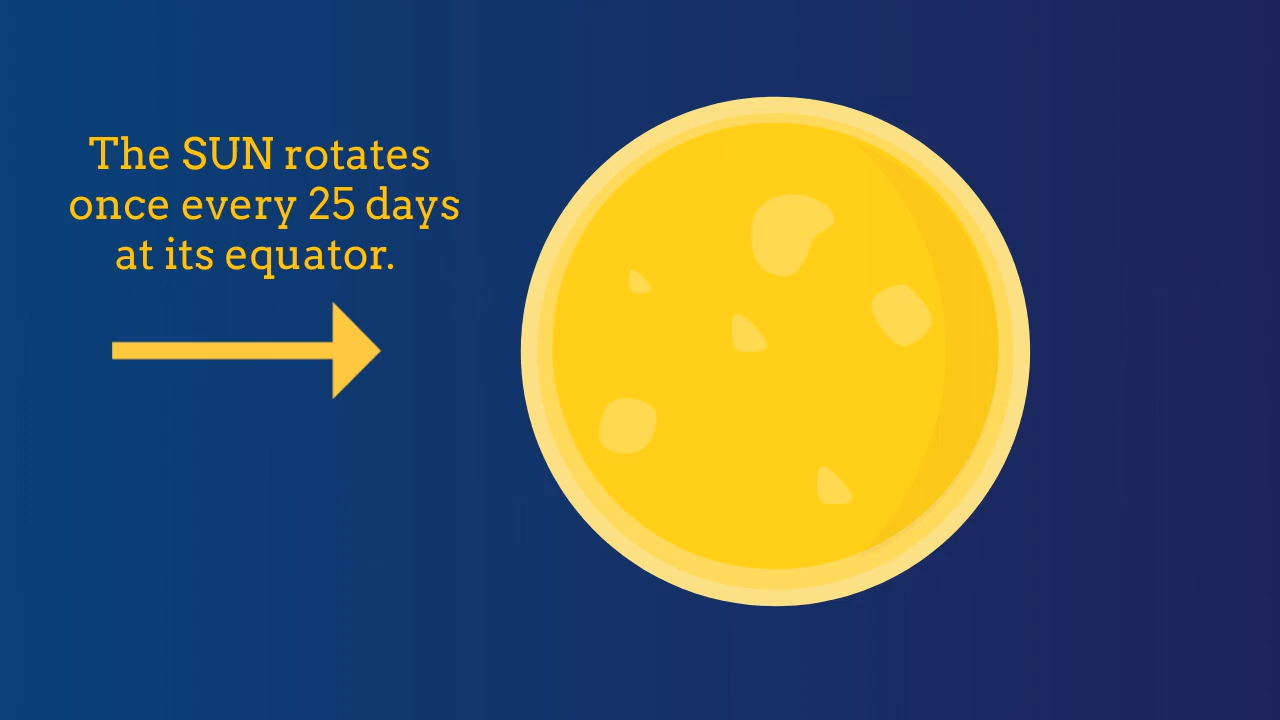 The SUN rotates
once every 25 days
at its equator.